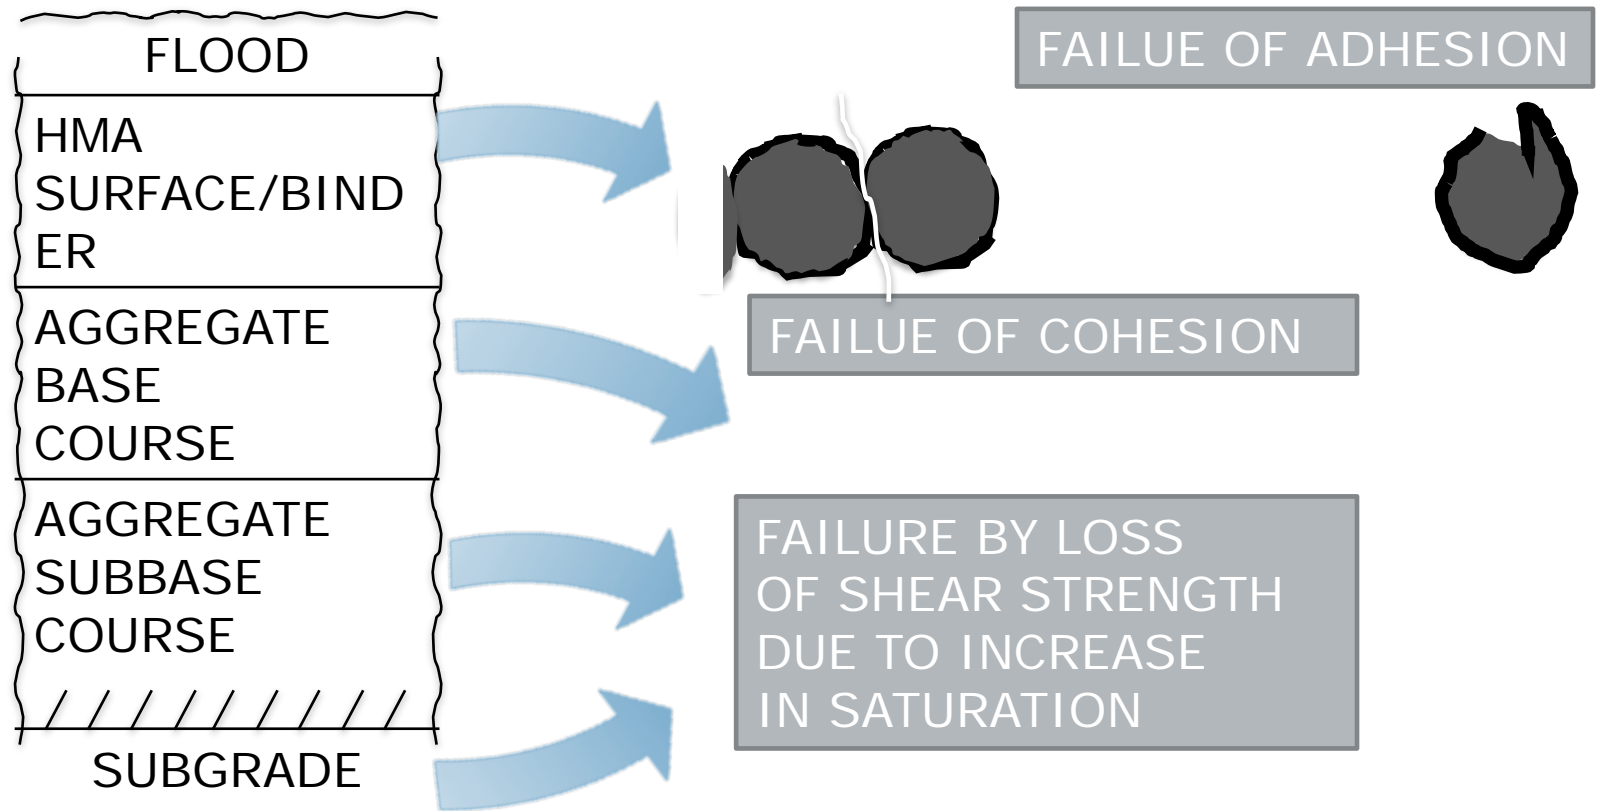 FLOOD
HMA
SURFACE/BIND
ER
AGGREGATE
BASE
COURSE
AGGREGATE
SUBBASE
COURSE
SUBGRADE
FAILUE OF ADHESION
FAILUE OF COHESION
FAILURE BY LOSS
OF SHEAR STRENGTH
DUE TO INCREASE
IN SATURATION